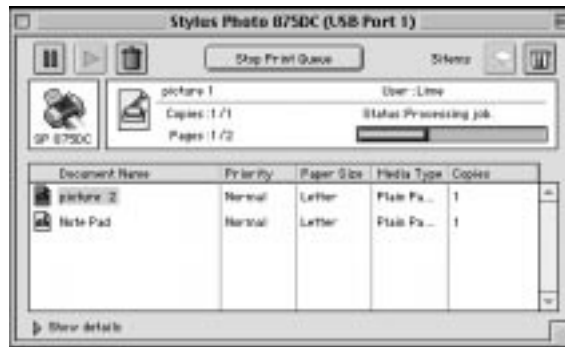 Stylus Photo 875DC (USB Port 1)
Stop Print Queue
3items
SP 875DC
picture 1
User :Lime
Copies :1 /1
Status :Processing job.
Pages :1 /2
Document Name Priority Paper Size Media Type Copies
picture 2 Normal Letter Plain Pa... 1
Note Pad Normal Letter Plain Pa... 1
Show details